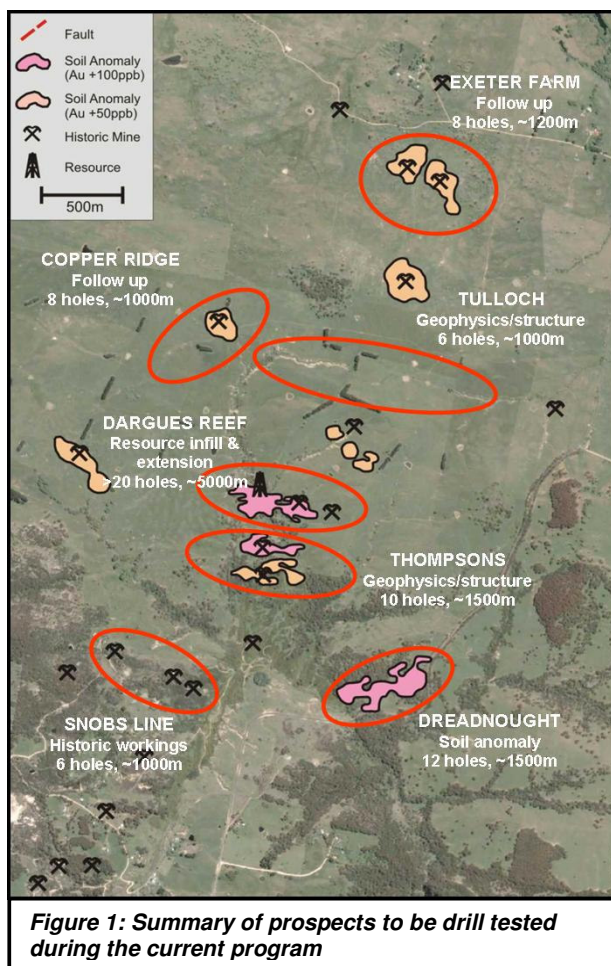 Fault
Soil Anomaly
(Au +100ppb)
Soil Anomaly
(Au +50ppb)
Historic Mine
Resource
500m
EXETER FARM
Follow up
8 holes, ~1200m
COPPER RIDGE
Follow up
8 holes, ~1000m
TULLOCH
Geophysics/structure
6 holes, ~1000m
DARGUES REEF
Resource infill &
extension
>20 holes, ~5000m
THOMPSONS
Geophysics/structure
10 holes, ~1500m
SNOBS LINE
Historic workings
6 holes, ~1000m
DREADNOUGHT
Soil anomaly
12 holes, ~1500m
Figure 1: Summary of prospects to be drill tested
during the current program